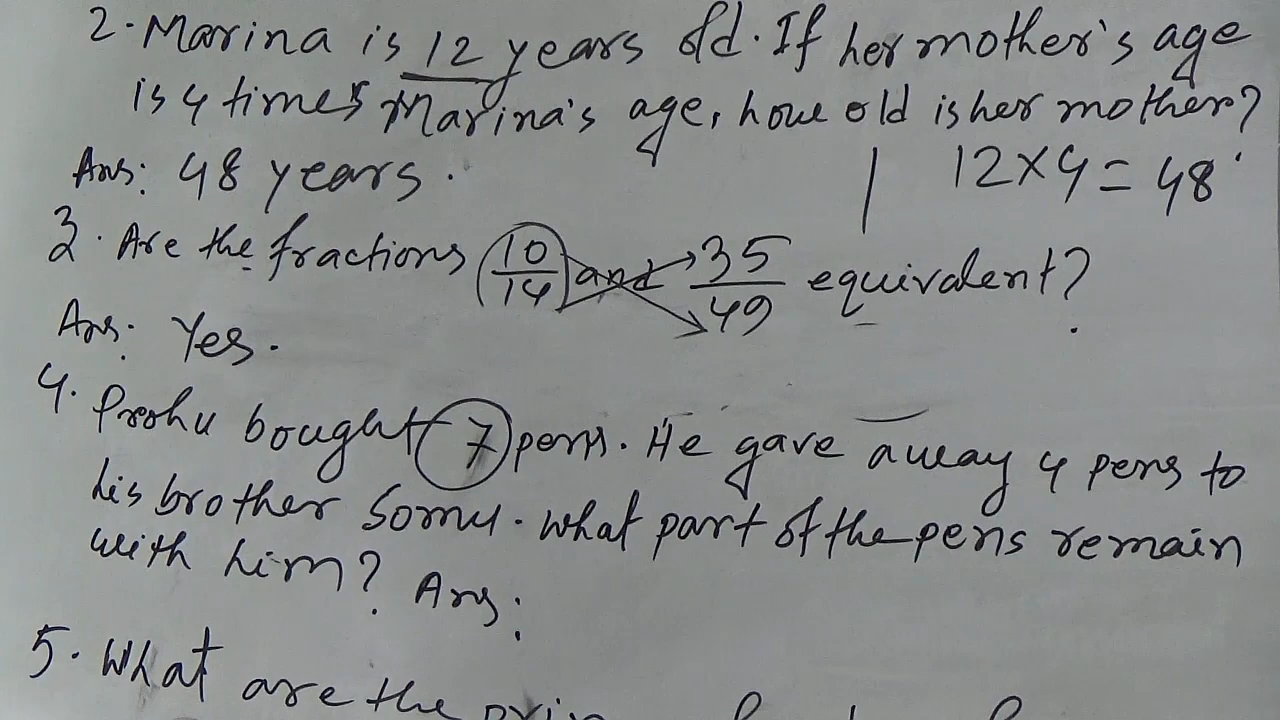 2. Marina is 12 years old. If her mother's age
is 4 times Marina's age, how old is her mother?
Ans: 48 years. | 12×4=48
3. Are the fractions (10/14) and 35/49 equivalent?
Ans: Yes.
4. Proshu bought 7 pens. He gave away 4 pens to
his brother Somu. What part of the pens remain
with him? Ans:
5. What are the